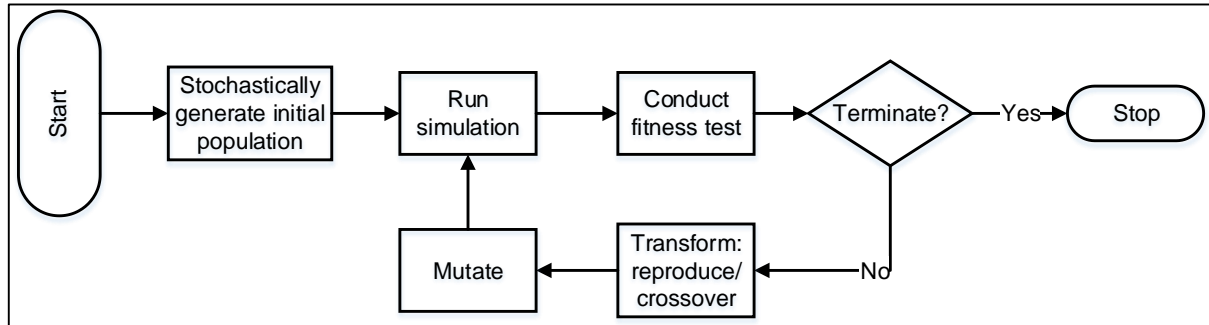 Start
Stochastically
generate initial
population
Run
simulation
Conduct
fitness test
Terminate?
Yes
Stop
No
Transform:
reproduce/
crossover
Mutate